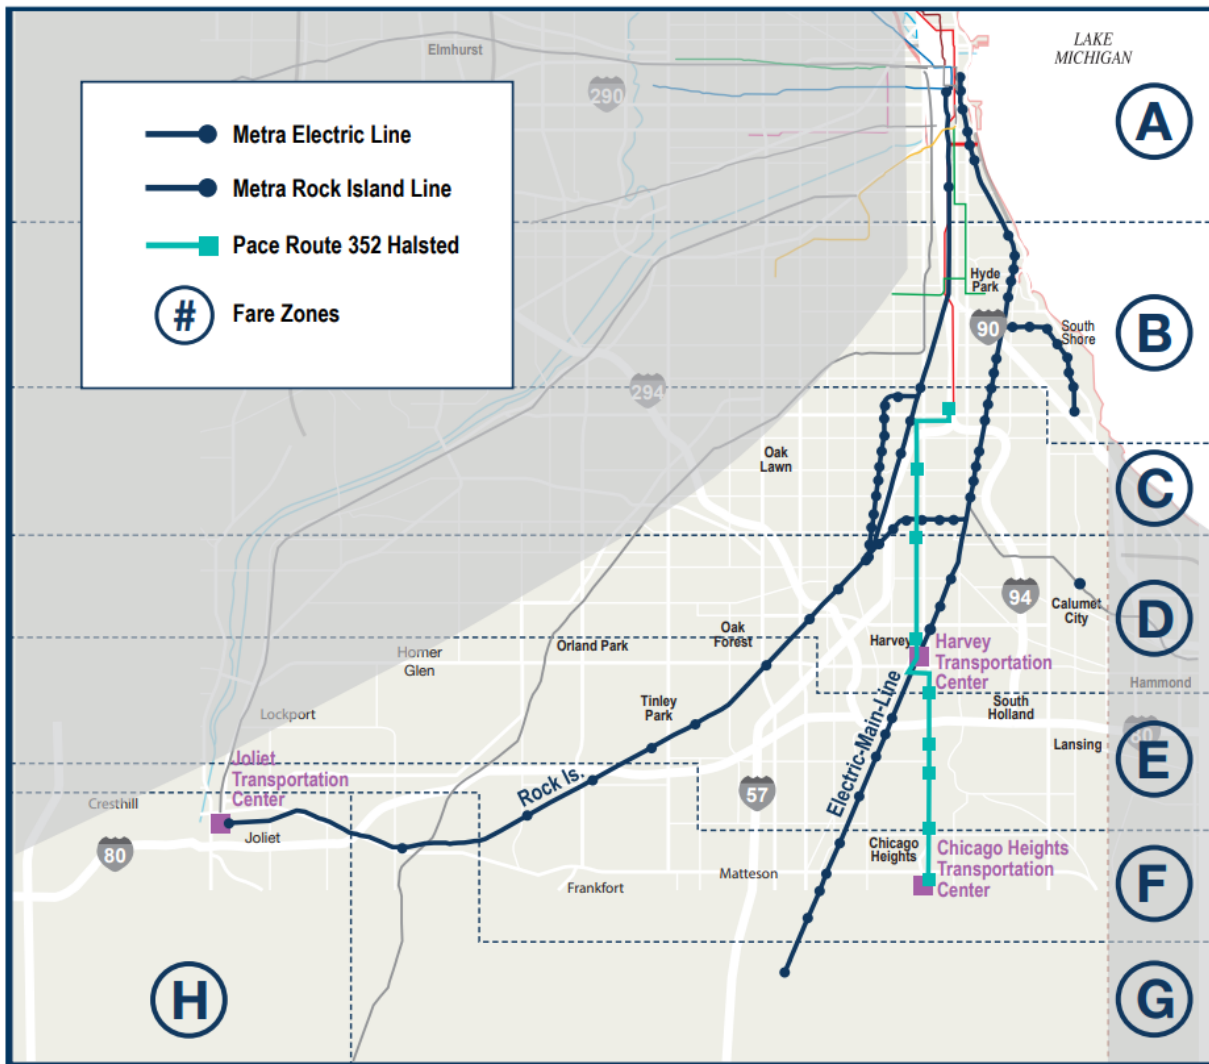 LAKE
MICHIGAN
Elmhurst
290
A
Metra Electric Line
Metra Rock Island Line
Pace Route 352 Halsted
#
Fare Zones
Hyde
Park
90
South
Shore
B
294
Oak
Lawn
C
94
Calumet
City
D
Oak
Forest
Orland Park
Harvey
Harvey
Transportation
Center
Homer
Glen
Hammond
Tinley
Park
South
Holland
Lockport
Lansing
80
E
Electric-Main-Line
Joliet
Transportation
Center
Rock Is.
57
Cresthill
Joliet
80
Chicago
Heights
Chicago Heights
Transportation
Center
Matteson
Frankfort
F
H
G